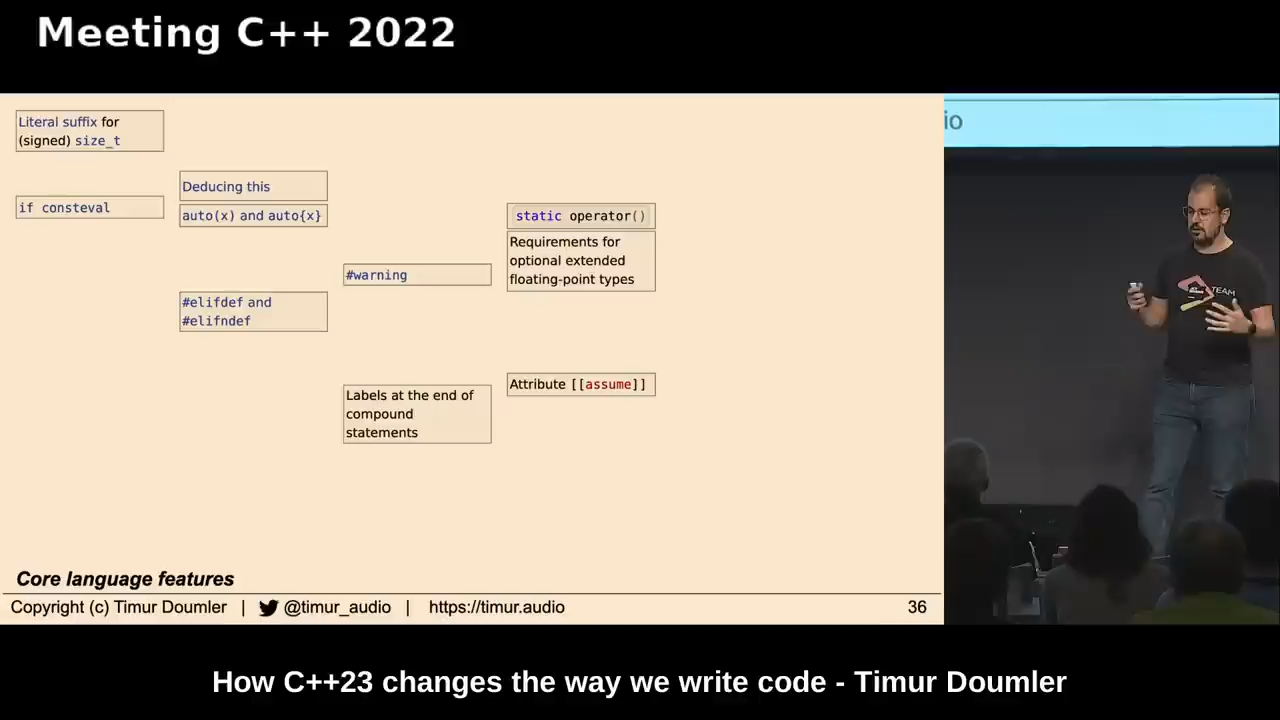 Meeting C++ 2022
io
Literal suffix for
(signed) size_t
if consteval
Deducing this
auto(x) and auto{x}
#elifdef and
#elifndef
#warning
Labels at the end of
compound
statements
static operator()
Requirements for
optional extended
floating-point types
Attribute [[assume]]
TEAM
Core language features
Copyright (c) Timur Doumler | @timur_audio | https://timur.audio 36
How C++23 changes the way we write code - Timur Doumler